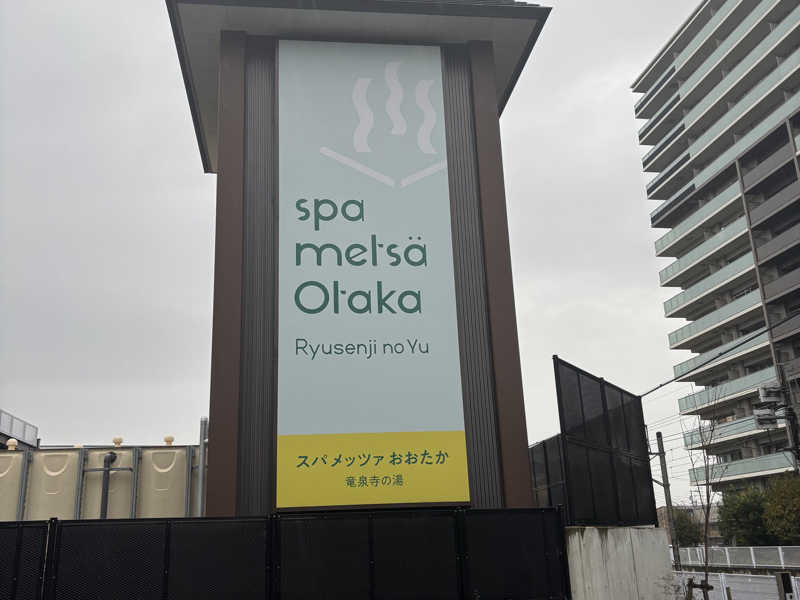 spa
metsä
Otaka
Ryusenji no Yu
スパ メッツァ おおたか
竜泉寺の湯